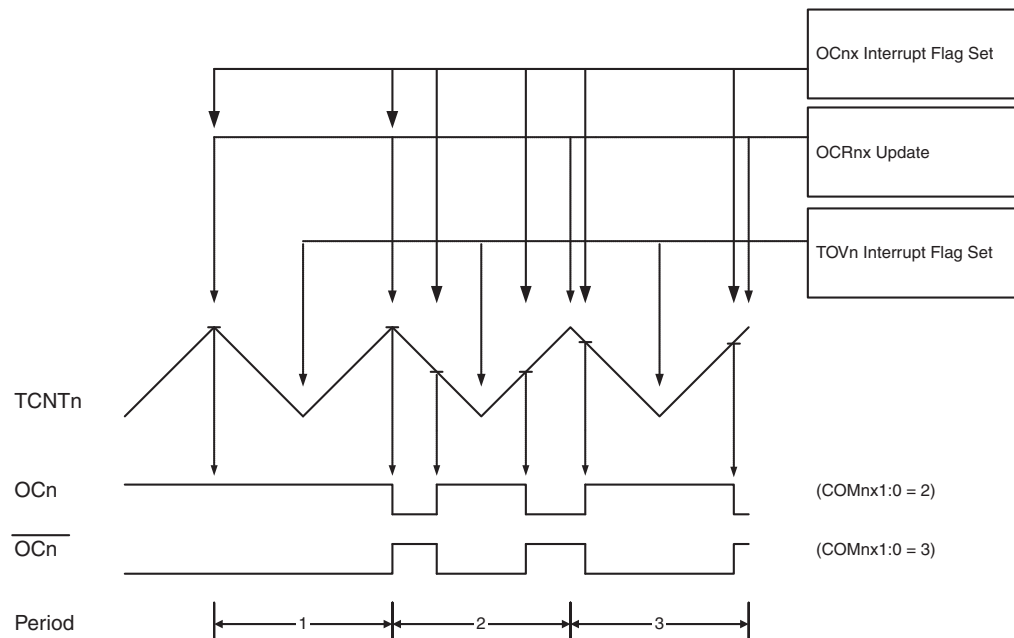 OCnx Interrupt Flag Set
OCRnx Update
TOVn Interrupt Flag Set
TCNTn
OCn
(COMnx1:0 = 2)
OCn
(COMnx1:0 = 3)
Period
1
2
3